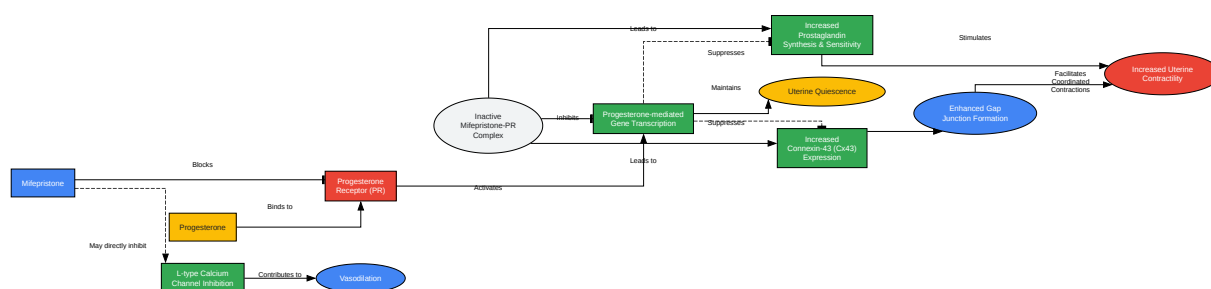 Increased
Prostaglandin
Synthesis & Sensitivity
Leads to
Stimulates
Suppresses
Increased Uterine
Contractility
Facilitates
Coordinated
Contractions
Maintains
Uterine Quiescence
Inactive
Mifepristone-PR
Complex
Inhibits
Progesterone-mediated
Gene Transcription
Suppresses
Enhanced Gap
Junction Formation
Increased
Connexin-43 (Cx43)
Expression
Leads to
Blocks
Mifepristone
Progesterone
Receptor (PR)
Activates
Binds to
Progesterone
May directly inhibit
L-type Calcium
Channel Inhibition
Contributes to
Vasodilation